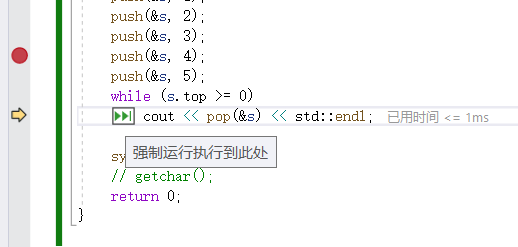 push(&s, 2);
push(&s, 3);
push(&s, 4);
push(&s, 5);
while (s.top >= 0)
cout << pop(&s) << std::endl; 已用时间 <= 1ms
强制运行执行到此处
sy
// getchar();
return 0;
}